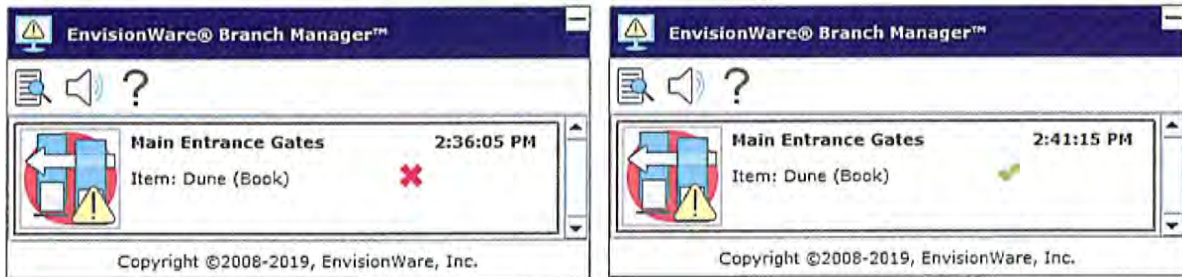 EnvisionWare® Branch Manager™
?
Main Entrance Gates 2:36:05 PM
Item: Dune (Book)
Copyright ©2008-2019, EnvisionWare, Inc.
EnvisionWare® Branch Manager™
?
Main Entrance Gates 2:41:15 PM
Item: Dune (Book)
Copyright ©2008-2019, EnvisionWare, Inc.